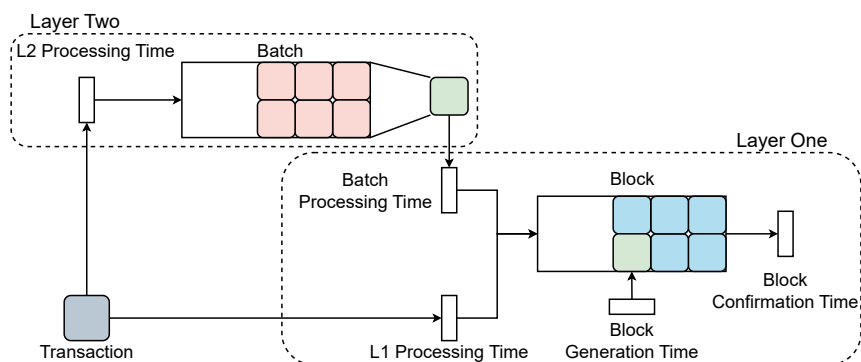 Layer Two
L2 Processing Time
Batch
Layer One
Batch
Processing Time
Block
Block
Confirmation Time
Transaction
L1 Processing Time
Block
Generation Time